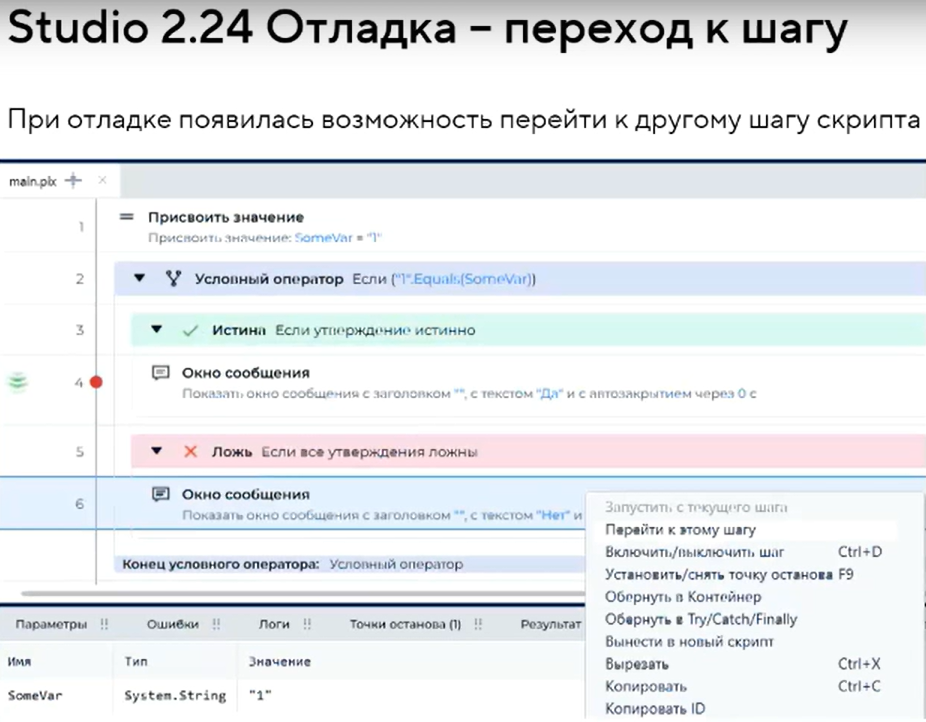 Studio 2.24 Отладка – переход к шагу
При отладке появилась возможность перейти к другому шагу скрипта
main.pix
1 Присвоить значение
Присвоить значение: SomeVar = "1"
2 Условный оператор Если ("1".Equals(SomeVar))
3 Истина Если утверждение истинно
4 Окно сообщения
Показать окно сообщения с заголовком "", с текстом "Да" и с автозакрытием через 0 с
5 Ложь Если все утверждения ложны
6 Окно сообщения
Показать окно сообщения с заголовком "", с текстом "Нет" и
Конец условного оператора: Условный оператор
Запустить с текущего шага
Перейти к этому шагу
Включить/выключить шаг Ctrl+D
Установить/снять точку останова F9
Обернуть в Контейнер
Обернуть в Try/Catch/Finally
Вынести в новый скрипт
Вырезать Ctrl+X
Копировать Ctrl+C
Копировать ID
Параметры Ошибки Логи Точки останова (1) Результат
Имя Тип Значение
SomeVar System.String "1"